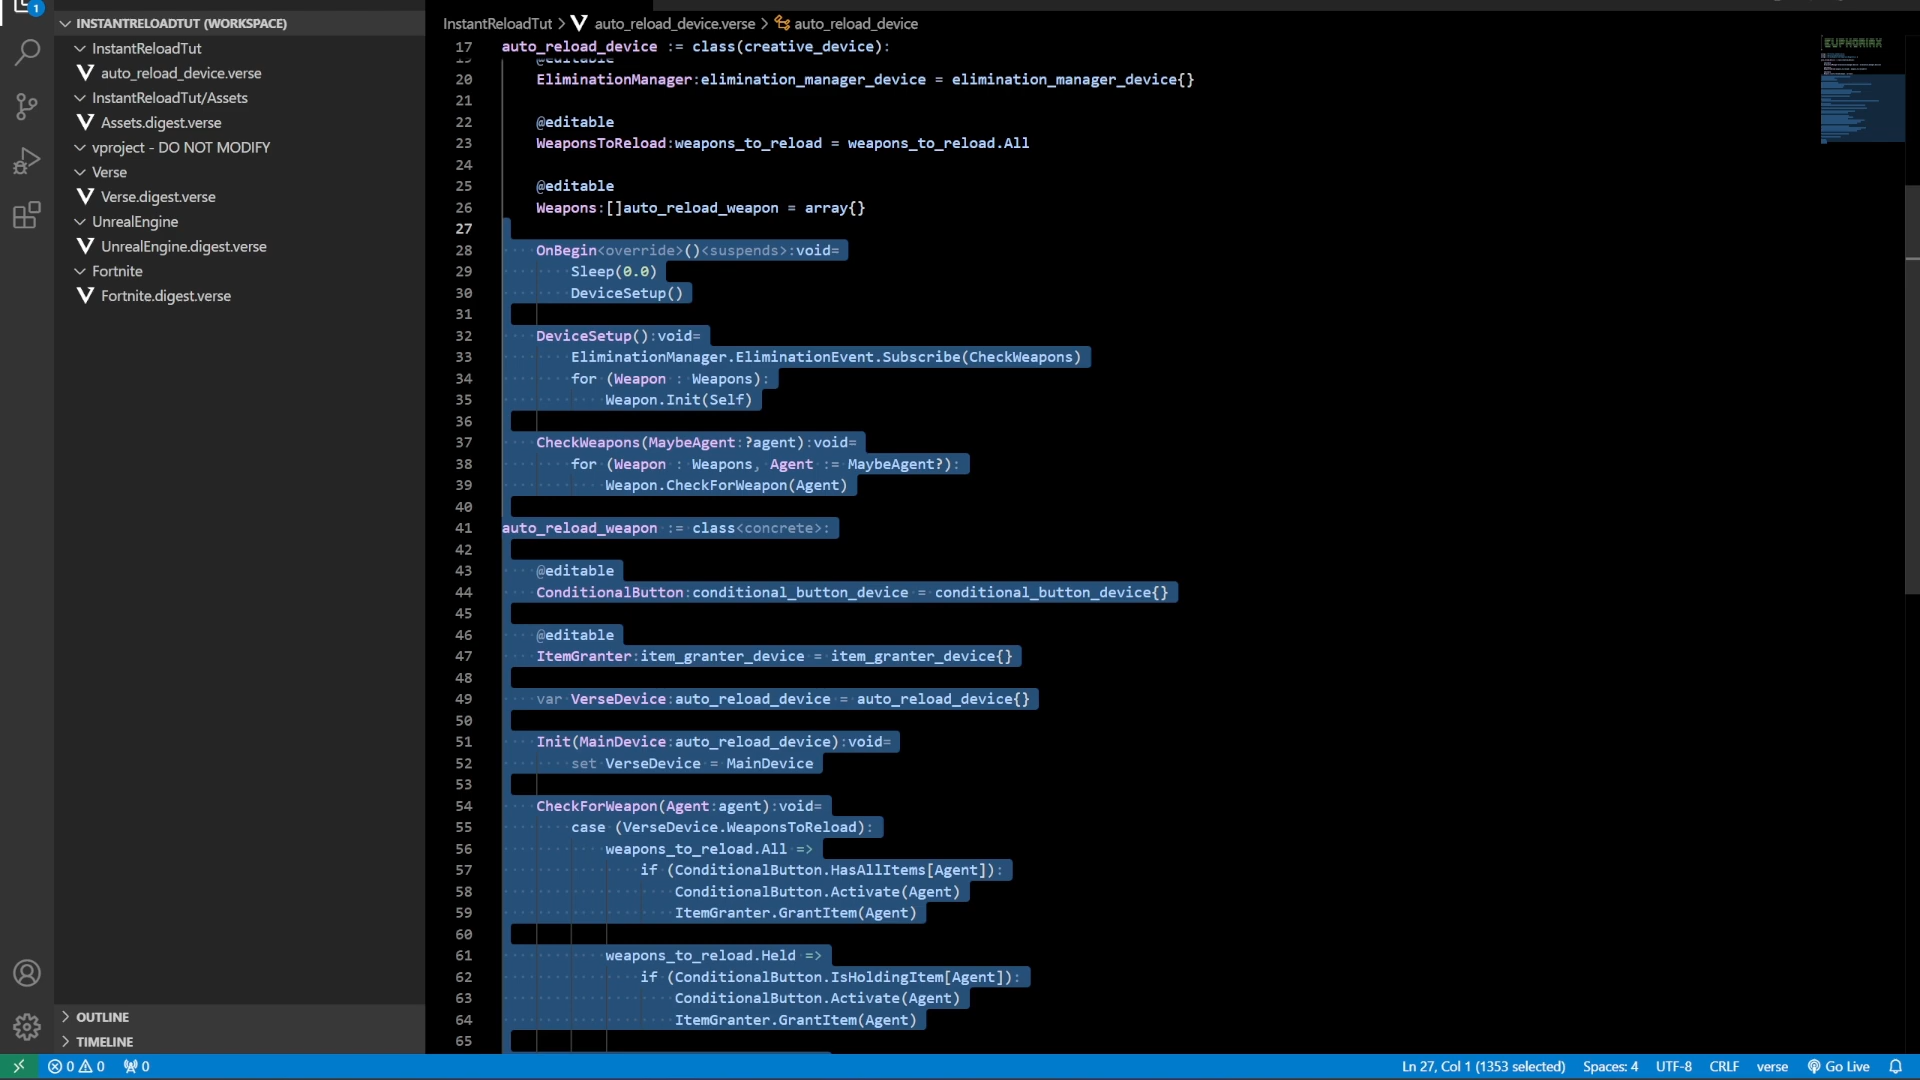 1
INSTANTRELOADTUT (WORKSPACE)
InstantReloadTut
auto_reload_device.verse
InstantReloadTut/Assets
Assets.digest.verse
vproject - DO NOT MODIFY
Verse
Verse.digest.verse
UnrealEngine
UnrealEngine.digest.verse
Fortnite
Fortnite.digest.verse
OUTLINE
TIMELINE
InstantReloadTut > auto_reload_device.verse > auto_reload_device
17 auto_reload_device := class(creative_device):
19 @editable
20 EliminationManager:elimination_manager_device = elimination_manager_device{}
21
22 @editable
23 WeaponsToReload:weapons_to_reload = weapons_to_reload.All
24
25 @editable
26 Weapons:[]auto_reload_weapon = array{}
27
28 OnBegin<override>()<suspends>:void=
29 Sleep(0.0)
30 DeviceSetup()
31
32 DeviceSetup():void=
33 EliminationManager.EliminationEvent.Subscribe(CheckWeapons)
34 for (Weapon : Weapons):
35 Weapon.Init(Self)
36
37 CheckWeapons(MaybeAgent:?agent):void=
38 for (Weapon : Weapons, Agent := MaybeAgent?):
39 Weapon.CheckForWeapon(Agent)
40
41 auto_reload_weapon := class<concrete>:
42
43 @editable
44 ConditionalButton:conditional_button_device = conditional_button_device{}
45
46 @editable
47 ItemGranter:item_granter_device = item_granter_device{}
48
49 var VerseDevice:auto_reload_device = auto_reload_device{}
50
51 Init(MainDevice:auto_reload_device):void=
52 set VerseDevice = MainDevice
53
54 CheckForWeapon(Agent:agent):void=
55 case (VerseDevice.WeaponsToReload):
56 weapons_to_reload.All =>
57 if (ConditionalButton.HasAllItems[Agent]):
58 ConditionalButton.Activate(Agent)
59 ItemGranter.GrantItem(Agent)
60
61 weapons_to_reload.Held =>
62 if (ConditionalButton.IsHoldingItem[Agent]):
63 ConditionalButton.Activate(Agent)
64 ItemGranter.GrantItem(Agent)
65
EUPHORIAX
0 0 0 Ln 27, Col 1 (1353 selected) Spaces: 4 UTF-8 CRLF verse Go Live